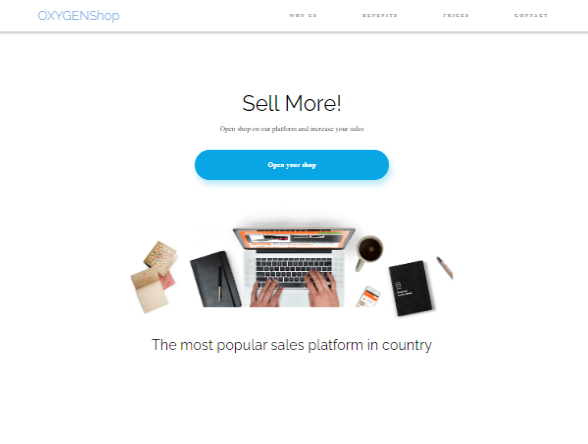 OXYGENShop
WHY US BENEFITS PRICES CONTACT
Sell More!
Open shop on our platform and increase your sales
Open your shop
The most popular sales platform in country